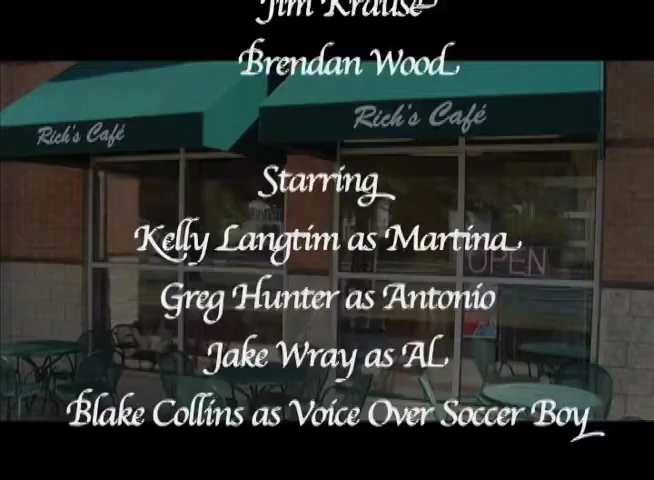 Jim Krause
Brendan Wood
Rich's Café
Rich's Café
Starring
Kelly Langtim as Martina
OPEN
Greg Hunter as Antonio
Jake Wray as AL
Blake Collins as Voice Over Soccer Boy